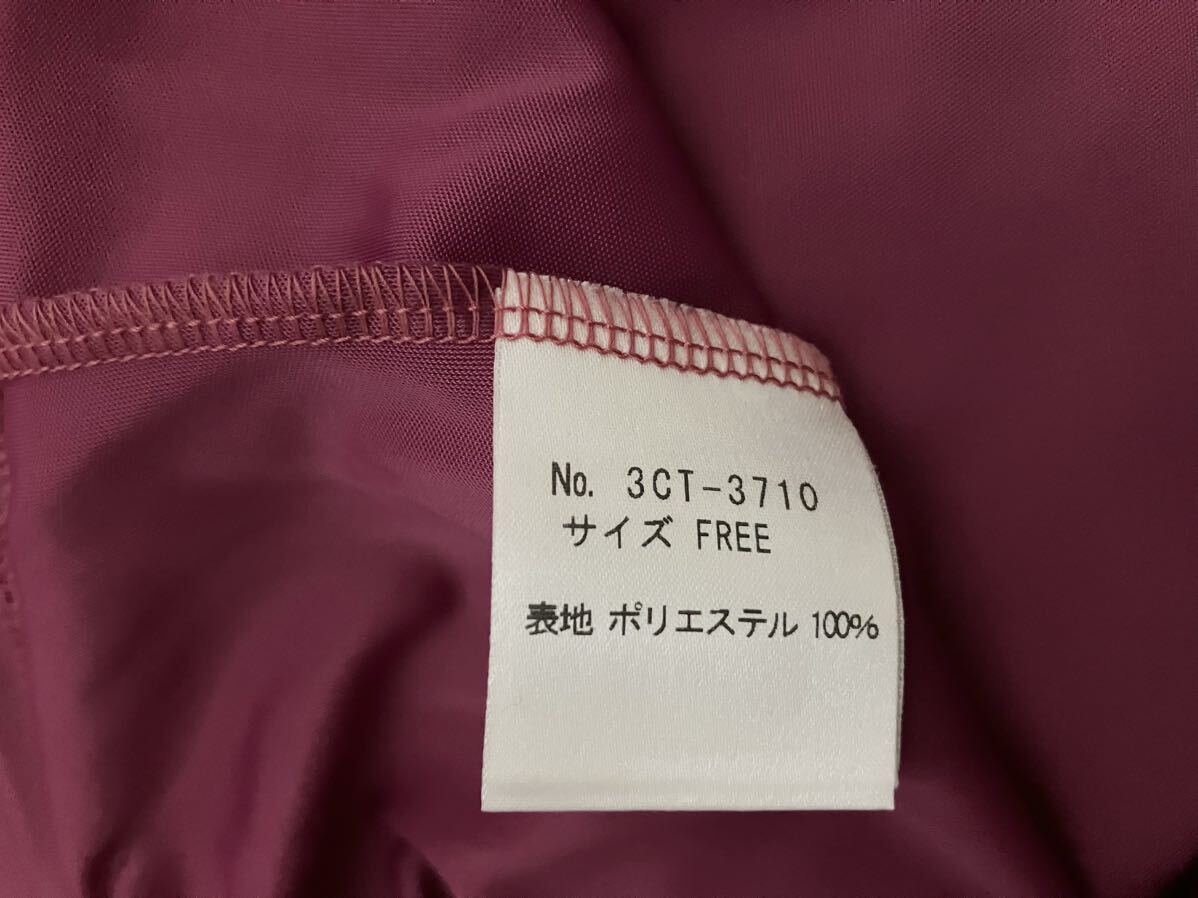 No. 3CT-3710
サイズ FREE
表地 ポリエステル 100%